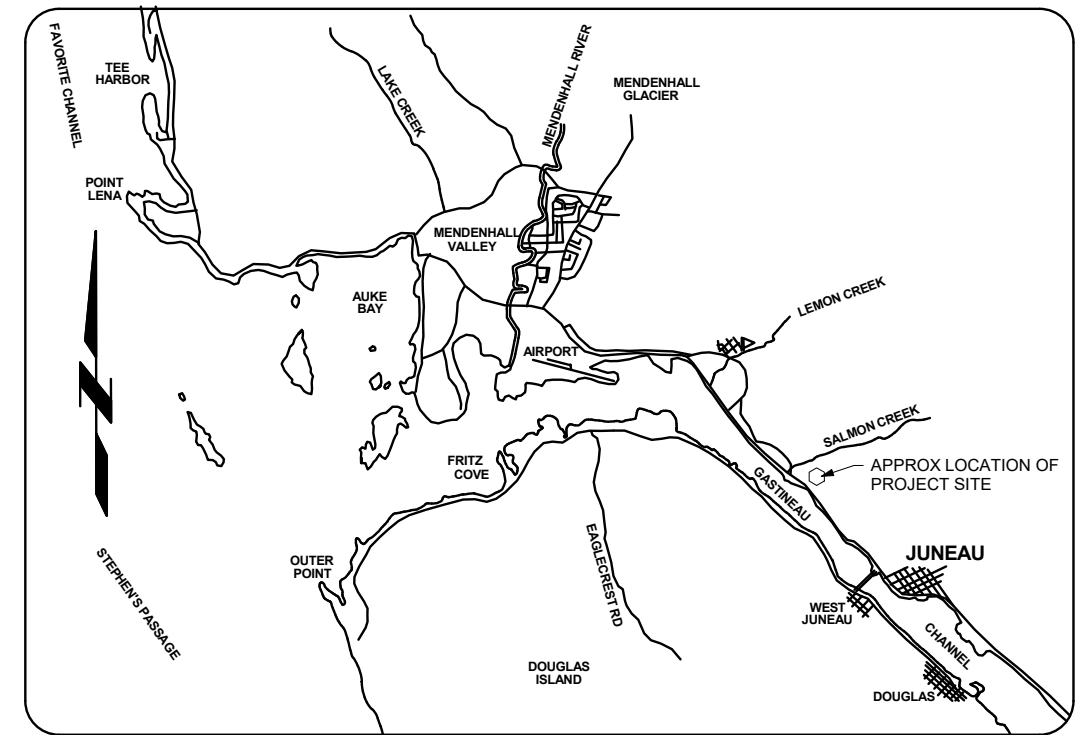 FAVORITE CHANNEL
TEE
HARBOR
LAKE CREEK
MENDENHALL RIVER
MENDENHALL
GLACIER
POINT
LENA
MENDENHALL
VALLEY
AUKE
BAY
LEMON CREEK
AIRPORT
SALMON CREEK
FRITZ
COVE
GASTINEAU
APPROX LOCATION OF
PROJECT SITE
STEPHEN'S PASSAGE
OUTER
POINT
EAGLECREST RD
JUNEAU
WEST
JUNEAU
CHANNEL
DOUGLAS
ISLAND
DOUGLAS
N